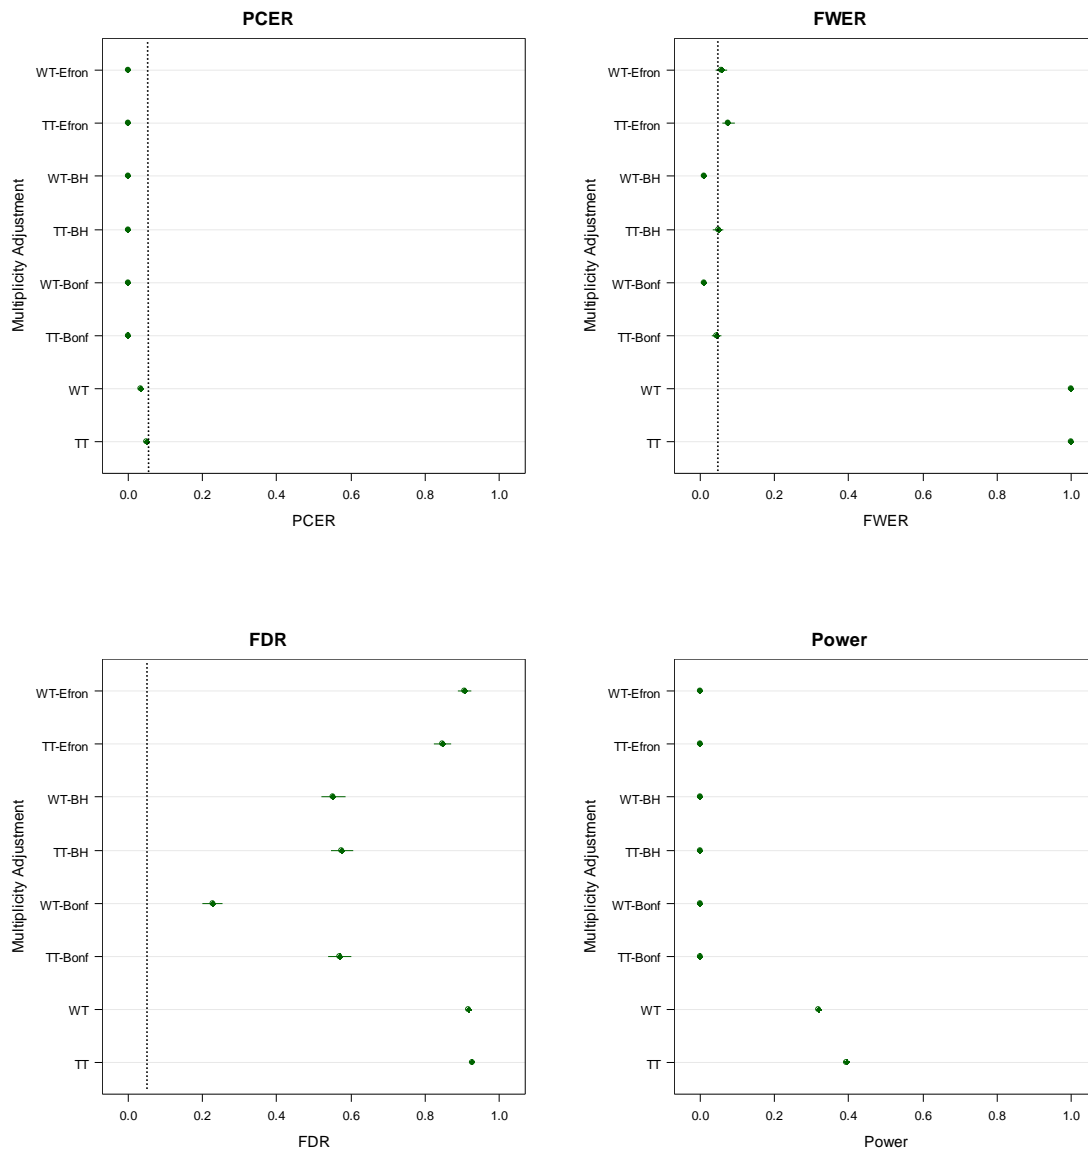 PCER
Multiplicity Adjustment
WT-Efron
TT-Efron
WT-BH
TT-BH
WT-Bonf
TT-Bonf
WT
TT
0.0 0.2 0.4 0.6 0.8 1.0
PCER
FWER
Multiplicity Adjustment
WT-Efron
TT-Efron
WT-BH
TT-BH
WT-Bonf
TT-Bonf
WT
TT
0.0 0.2 0.4 0.6 0.8 1.0
FWER
FDR
Multiplicity Adjustment
WT-Efron
TT-Efron
WT-BH
TT-BH
WT-Bonf
TT-Bonf
WT
TT
0.0 0.2 0.4 0.6 0.8 1.0
FDR
Power
Multiplicity Adjustment
WT-Efron
TT-Efron
WT-BH
TT-BH
WT-Bonf
TT-Bonf
WT
TT
0.0 0.2 0.4 0.6 0.8 1.0
Power